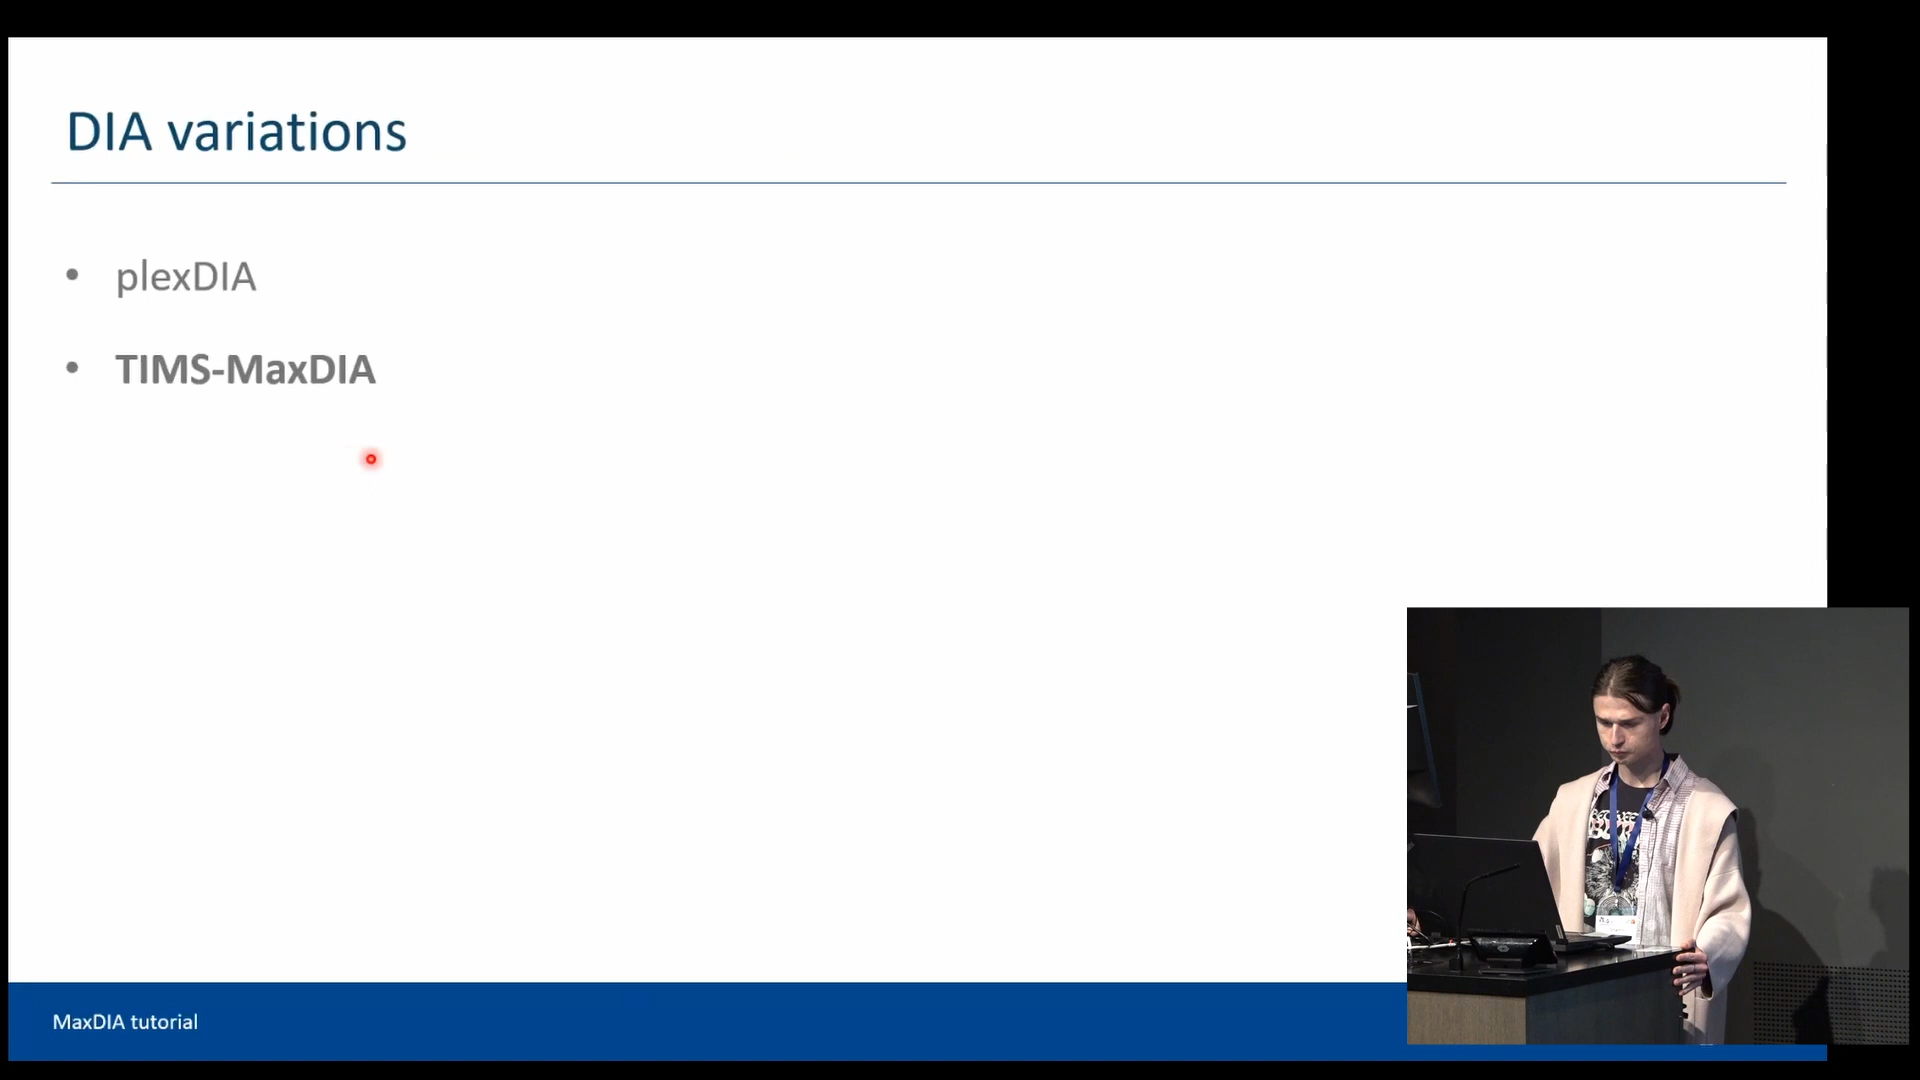 DIA variations
• plexDIA
• TIMS-MaxDIA
MaxDIA tutorial